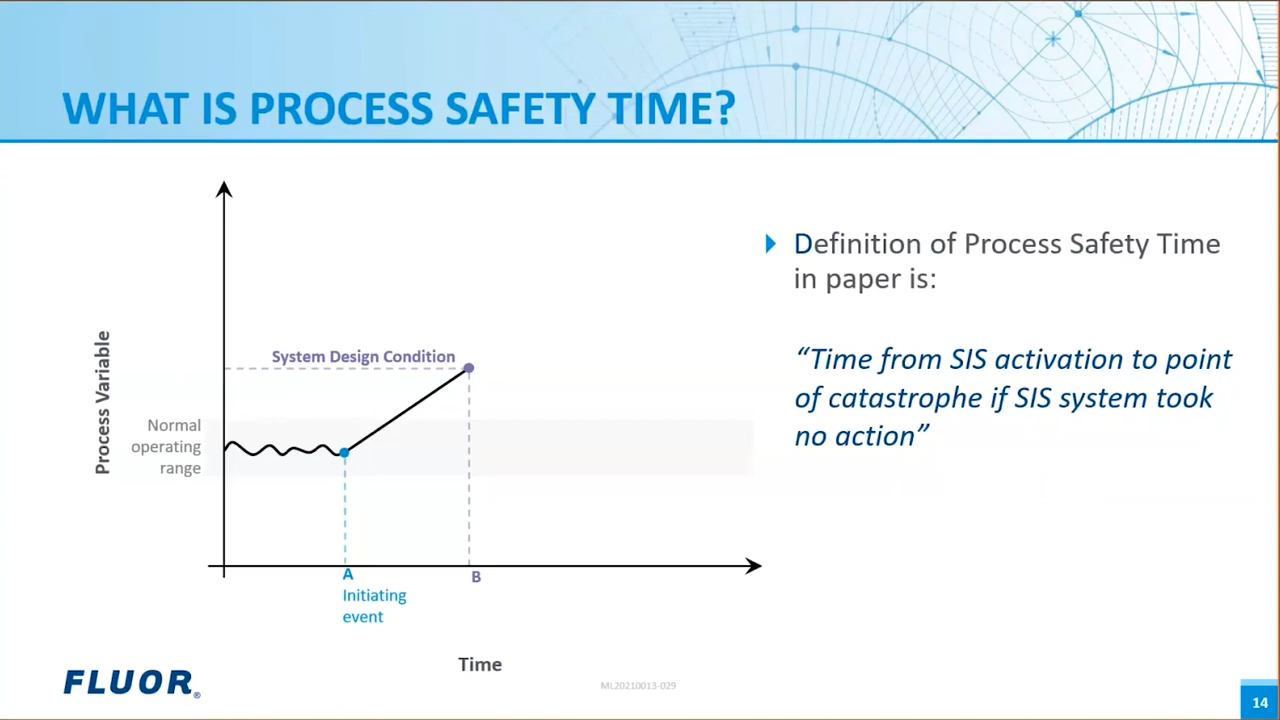 WHAT IS PROCESS SAFETY TIME?
Process Variable
System Design Condition
Normal
operating
range
A
Initiating
event
B
Time
Definition of Process Safety Time
in paper is:
“Time from SIS activation to point
of catastrophe if SIS system took
no action”
FLUOR®
ML20210013-029
14